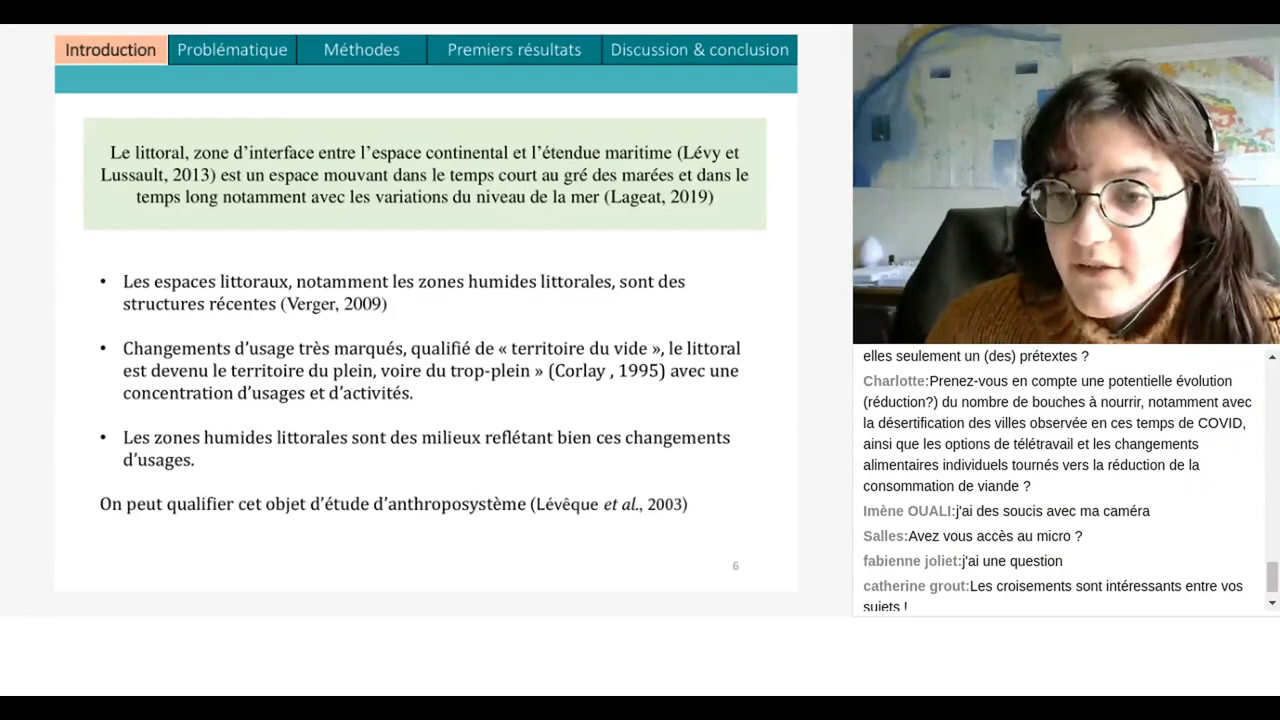 Introduction Problématique Méthodes Premiers résultats Discussion & conclusion
Le littoral, zone d’interface entre l’espace continental et l’étendue maritime (Lévy et
Lussault, 2013) est un espace mouvant dans le temps court au gré des marées et dans le
temps long notamment avec les variations du niveau de la mer (Lageat, 2019)
• Les espaces littoraux, notamment les zones humides littorales, sont des
structures récentes (Verger, 2009)
• Changements d’usage très marqués, qualifié de « territoire du vide », le littoral
est devenu le territoire du plein, voire du trop-plein » (Corlay , 1995) avec une
concentration d’usages et d’activités.
• Les zones humides littorales sont des milieux reflétant bien ces changements
d’usages.
On peut qualifier cet objet d’étude d’anthroposystème (Lévêque et al., 2003)
6
elles seulement un (des) prétextes ?
Charlotte:Prenez-vous en compte une potentielle évolution
(réduction?) du nombre de bouches à nourrir, notamment avec
la désertification des villes observée en ces temps de COVID,
ainsi que les options de télétravail et les changements
alimentaires individuels tournés vers la réduction de la
consommation de viande ?
Imène OUALI:j'ai des soucis avec ma caméra
Salles:Avez vous accès au micro ?
fabienne joliet:j'ai une question
catherine grout:Les croisements sont intéressants entre vos
sujets !